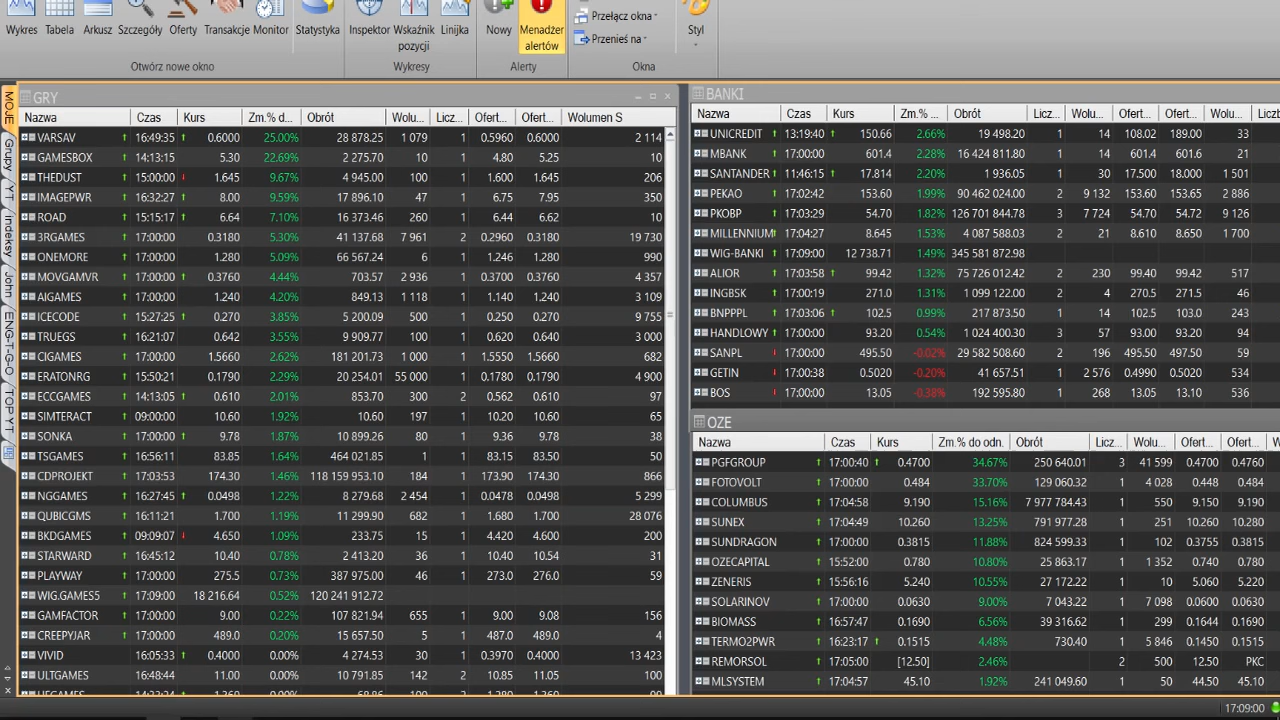 Wykres Tabela Arkusz Szczegóły Oferty Transakcje Monitor Statystyka Inspektor Wskaźnik pozycji Linijka Nowy Menadżer alertów Przełącz okna Przenieś na Styl
Otwórz nowe okno Wykresy Alerty Okna
MOJE
Grupy
YT
indeksy
John
ENG-T-G-O
TOP YT
GRY
Nazwa Czas Kurs Zm.% d... Obrót Wolu... Licz... Ofert... Ofert... Wolumen S
VARSAV 16:49:35 0.6000 25.00% 28 878.25 1 079 1 0.5960 0.6000 2 114
GAMESBOX 14:13:15 5.30 22.69% 2 275.70 10 1 4.80 5.25 10
THEDUST 15:00:00 1.645 9.67% 4 945.00 100 1 1.600 1.645 206
IMAGEPWR 16:32:27 8.00 9.59% 17 896.10 47 1 6.75 7.95 350
ROAD 15:15:17 6.64 7.10% 16 373.46 260 1 6.44 6.62 10
3RGAMES 17:00:00 0.3180 5.30% 41 137.68 7 961 2 0.2960 0.3180 19 730
ONEMORE 17:00:00 1.280 5.09% 66 567.24 6 1 1.246 1.280 990
MOVGAMVR 17:00:00 0.3760 4.44% 703.57 2 936 1 0.3700 0.3760 4 357
AIGAMES 17:00:00 1.240 4.20% 849.13 1 118 1 1.140 1.240 3 109
ICECODE 15:27:25 0.270 3.85% 5 200.09 500 1 0.250 0.270 9 755
TRUEGS 16:21:07 0.642 3.55% 9 909.77 100 1 0.620 0.640 3 000
CIGAMES 17:00:00 1.5660 2.62% 181 201.73 1 000 1 1.5550 1.5660 682
ERATONRG 15:50:21 0.1790 2.29% 20 254.01 55 000 1 0.1780 0.1790 4 900
ECCGAMES 14:13:05 0.610 2.01% 853.70 300 2 0.562 0.610 97
SIMTERACT 09:00:00 10.60 1.92% 10.60 197 1 10.20 10.60 65
SONKA 17:00:00 9.78 1.87% 10 899.26 80 1 9.36 9.78 38
TSGAMES 16:56:11 83.85 1.64% 464 021.85 3 1 83.15 83.50 50
CDPROJEKT 17:03:53 174.30 1.46% 118 159 953.10 234 1 173.90 174.30 866
NGGAMES 16:27:45 0.0498 1.22% 8 279.68 2 454 1 0.0478 0.0498 5 299
QUBICGMS 16:11:21 1.700 1.19% 11 299.90 682 1 1.680 1.700 28 076
BKDGAMES 09:09:07 4.650 1.09% 233.75 15 1 4.420 4.600 200
STARWARD 16:45:12 10.40 0.78% 2 413.20 36 1 10.40 10.54 31
PLAYWAY 17:00:00 275.5 0.73% 387 975.00 46 1 273.0 276.0 59
WIG.GAMES5 17:09:00 18 216.64 0.52% 120 241 912.72
GAMFACTOR 17:00:00 9.00 0.22% 107 821.94 655 1 9.00 9.08 156
CREEPYJAR 17:00:00 489.0 0.20% 15 657.50 5 1 487.0 489.0 4
VIVID 16:05:33 0.4000 0.00% 4 274.53 30 1 0.3970 0.4000 13 423
ULTGAMES 16:48:44 11.00 0.00% 10 791.85 142 2 10.85 11.05 100
BANKI
Nazwa Czas Kurs Zm.% ... Obrót Licz... Wolu... Ofert... Ofert... Wolu... Liczb
UNICREDIT 13:19:40 150.66 2.66% 19 498.20 1 14 108.02 189.00 33
MBANK 17:00:00 601.4 2.28% 16 424 811.80 1 14 601.4 601.6 21
SANTANDER 11:46:15 17.814 2.20% 1 936.05 1 30 17.500 18.000 1 501
PEKAO 17:02:42 153.60 1.99% 90 462 024.00 2 9 132 153.60 153.65 2 886
PKOBP 17:03:29 54.70 1.82% 126 701 844.78 3 7 724 54.70 54.72 9 126
MILLENNIUM 17:04:27 8.645 1.53% 4 087 588.03 2 21 8.610 8.650 1 700
WIG-BANKI 17:09:00 12 738.71 1.49% 345 581 872.98
ALIOR 17:03:58 99.42 1.32% 75 726 012.42 2 230 99.40 99.42 517
INGBSK 17:00:19 271.0 1.31% 1 099 122.00 2 4 270.5 271.5 46
BNPPPL 17:03:06 102.5 0.99% 217 873.50 1 14 102.5 103.0 243
HANDLOWY 17:00:00 93.20 0.54% 1 024 400.30 3 57 93.00 93.20 94
SANPL 17:00:00 495.50 -0.02% 29 582 508.60 2 196 495.50 497.50 59
GETIN 17:00:38 0.5020 -0.20% 41 657.51 1 2 576 0.4990 0.5020 534
BOS 17:00:00 13.05 -0.38% 192 595.80 1 268 13.05 13.10 536
OZE
Nazwa Czas Kurs Zm.% do odn. Obrót Licz... Wolu... Ofert... Ofert... W
PGFGROUP 17:00:40 0.4700 34.67% 250 640.01 3 41 599 0.4700 0.4760
FOTOVOLT 17:00:00 0.484 33.70% 129 060.32 1 4 028 0.448 0.484
COLUMBUS 17:04:58 9.190 15.16% 7 977 784.43 1 550 9.150 9.190
SUNEX 17:04:49 10.260 13.25% 791 977.28 1 251 10.260 10.280
SUNDRAGON 17:00:00 0.3815 11.88% 824 599.33 1 102 0.3755 0.3815
OZECAPITAL 15:52:00 0.780 10.80% 25 863.17 1 1 352 0.740 0.780
ZENERIS 15:56:16 5.240 10.55% 27 172.22 1 10 5.060 5.220
SOLARINOV 17:00:00 0.0630 9.00% 7 043.22 1 7 098 0.0600 0.0630
BIOMASS 16:57:47 0.1690 6.56% 39 316.62 1 299 0.1644 0.1690
TERMO2PWR 16:23:17 0.1515 4.48% 730.40 1 5 846 0.1450 0.1515
REMORSOL 17:05:00 [12.50] 2.46% 2 500 12.50 PKC
MLSYSTEM 17:04:57 45.10 1.92% 241 049.60 1 50 44.50 45.10
17:09:00